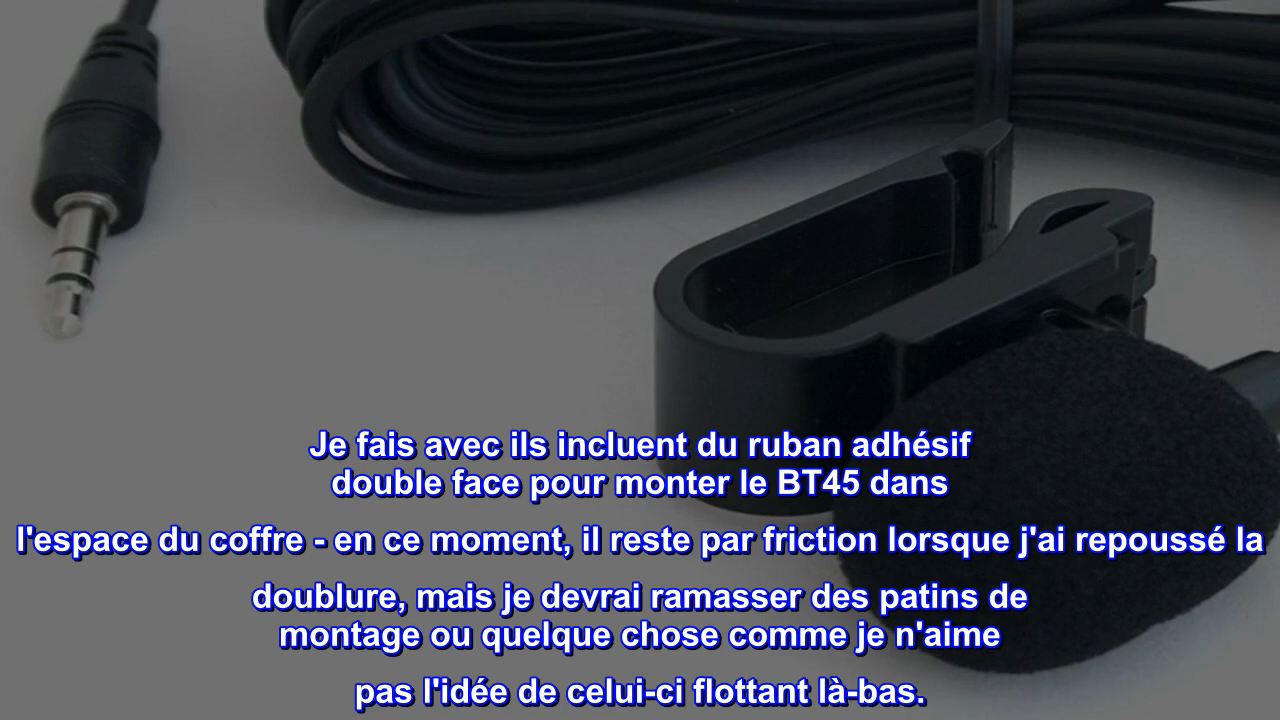 Je fais avec ils incluent du ruban adhésif
double face pour monter le BT45 dans
l'espace du coffre - en ce moment, il reste par friction lorsque j'ai repoussé la
doublure, mais je devrai ramasser des patins de
montage ou quelque chose comme je n'aime
pas l'idée de celui-ci flottant là-bas.